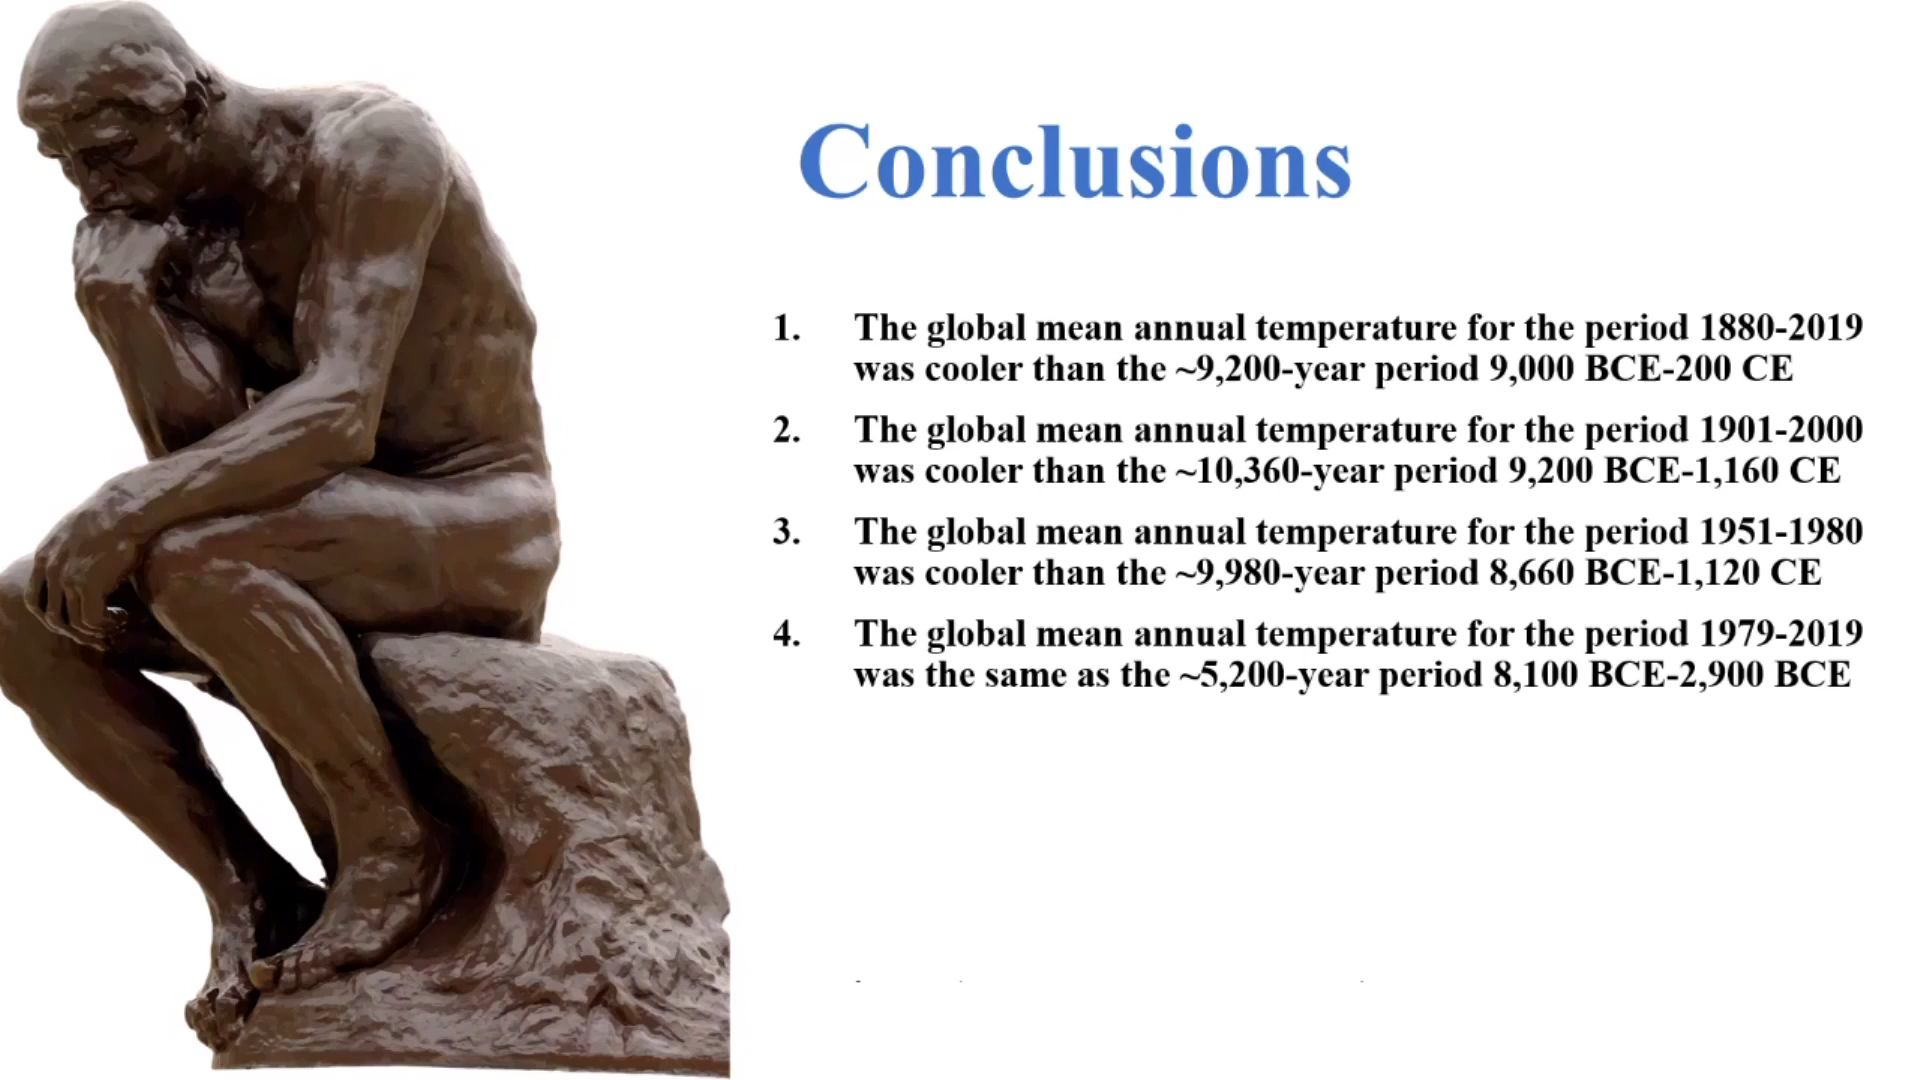 Conclusions
1. The global mean annual temperature for the period 1880-2019
was cooler than the ~9,200-year period 9,000 BCE-200 CE
2. The global mean annual temperature for the period 1901-2000
was cooler than the ~10,360-year period 9,200 BCE-1,160 CE
3. The global mean annual temperature for the period 1951-1980
was cooler than the ~9,980-year period 8,660 BCE-1,120 CE
4. The global mean annual temperature for the period 1979-2019
was the same as the ~5,200-year period 8,100 BCE-2,900 BCE